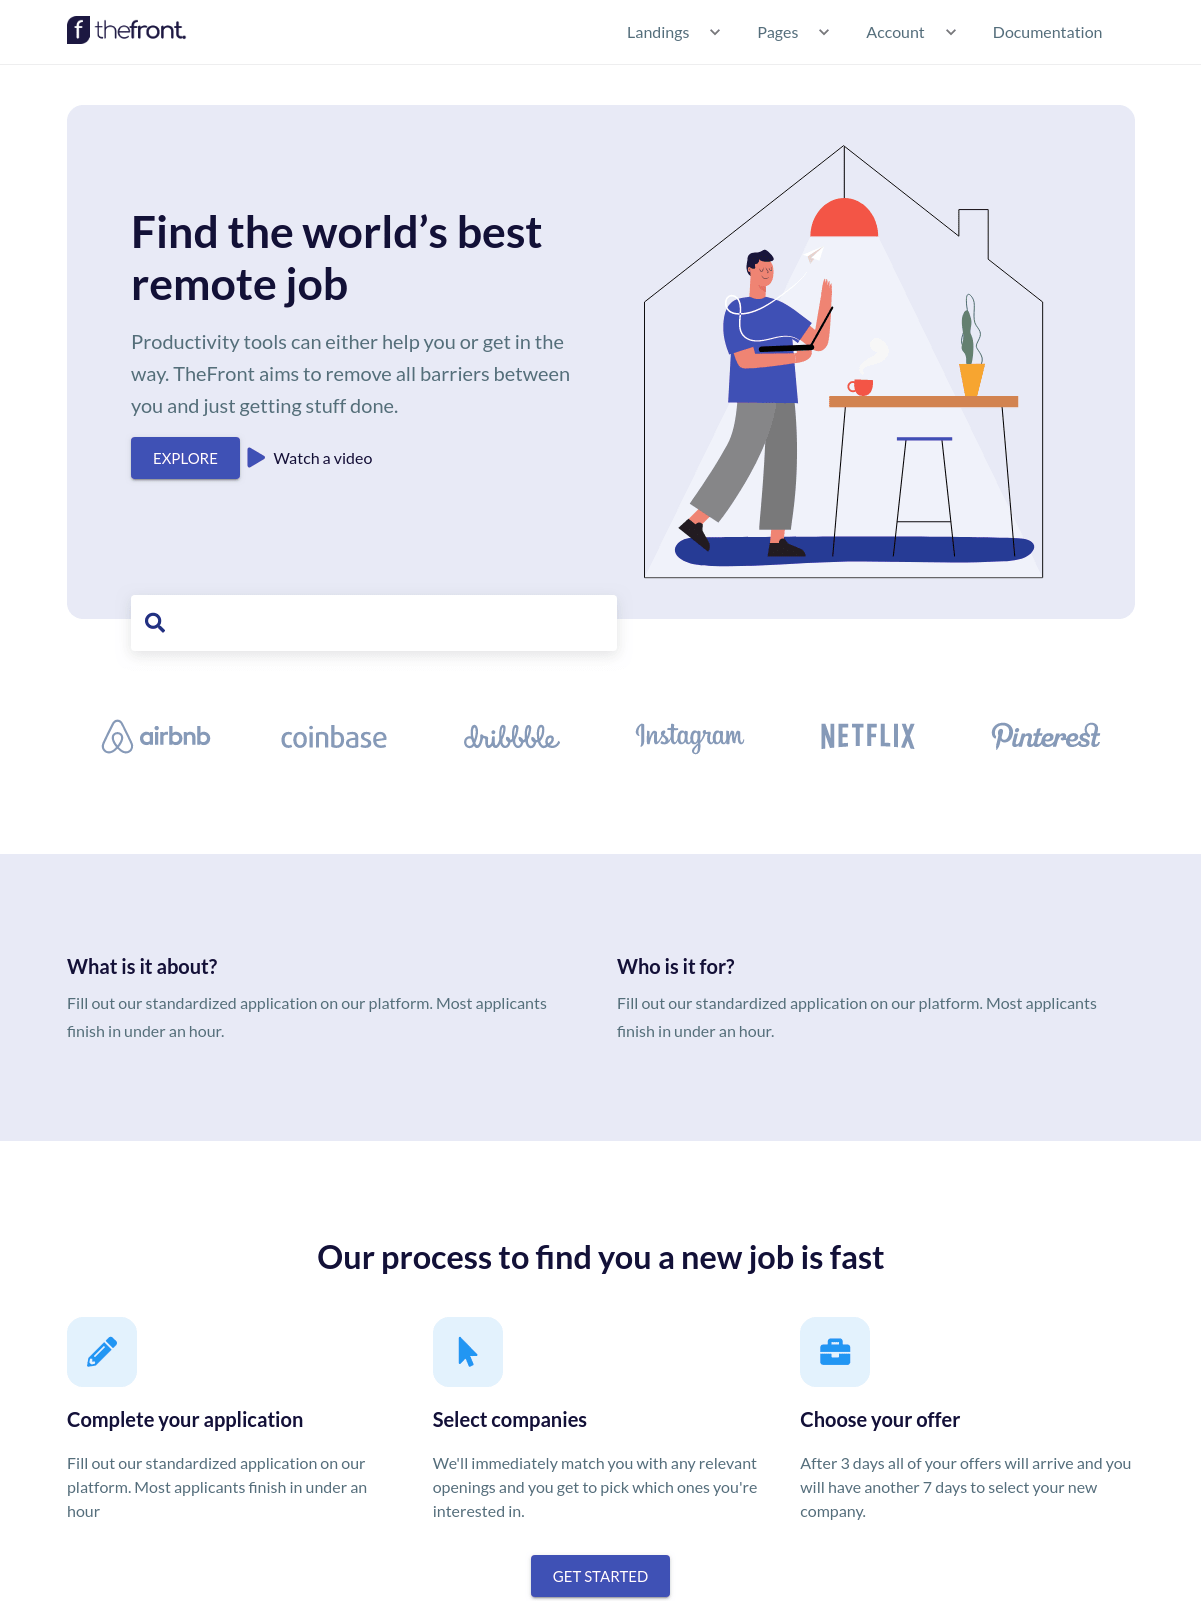 f thefront.
Landings Pages Account Documentation
Find the world’s best
remote job
Productivity tools can either help you or get in the
way. TheFront aims to remove all barriers between
you and just getting stuff done.
EXPLORE Watch a video
airbnb coinbase dribbble Instagram NETFLIX Pinterest
What is it about?
Fill out our standardized application on our platform. Most applicants
finish in under an hour.
Who is it for?
Fill out our standardized application on our platform. Most applicants
finish in under an hour.
Our process to find you a new job is fast
Complete your application
Fill out our standardized application on our
platform. Most applicants finish in under an
hour
Select companies
We'll immediately match you with any relevant
openings and you get to pick which ones you're
interested in.
Choose your offer
After 3 days all of your offers will arrive and you
will have another 7 days to select your new
company.
GET STARTED